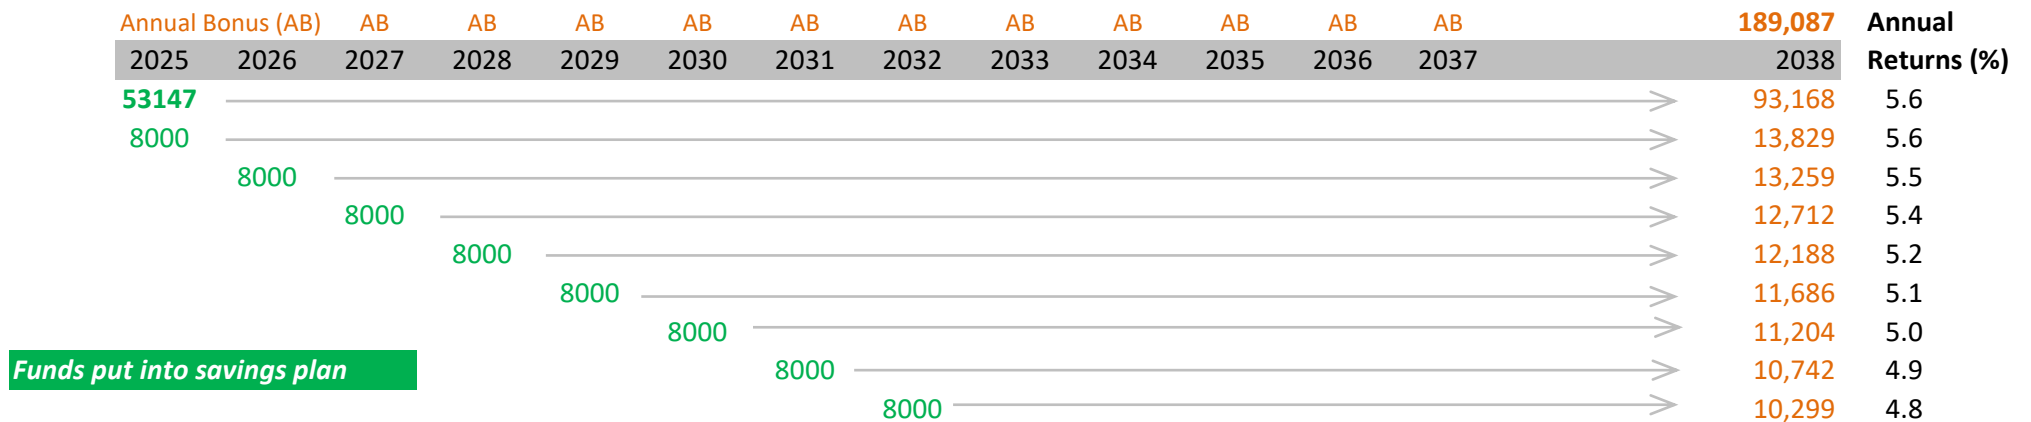 Annual Bonus (AB) AB AB AB AB AB AB AB AB AB AB AB 189,087 Annual
2025 2026 2027 2028 2029 2030 2031 2032 2033 2034 2035 2036 2037 2038 Returns (%)
53147 93,168 5.6
8000 13,829 5.6
8000 13,259 5.5
8000 12,712 5.4
8000 12,188 5.2
8000 11,686 5.1
8000 11,204 5.0
Funds put into savings plan 8000 10,742 4.9
8000 10,299 4.8